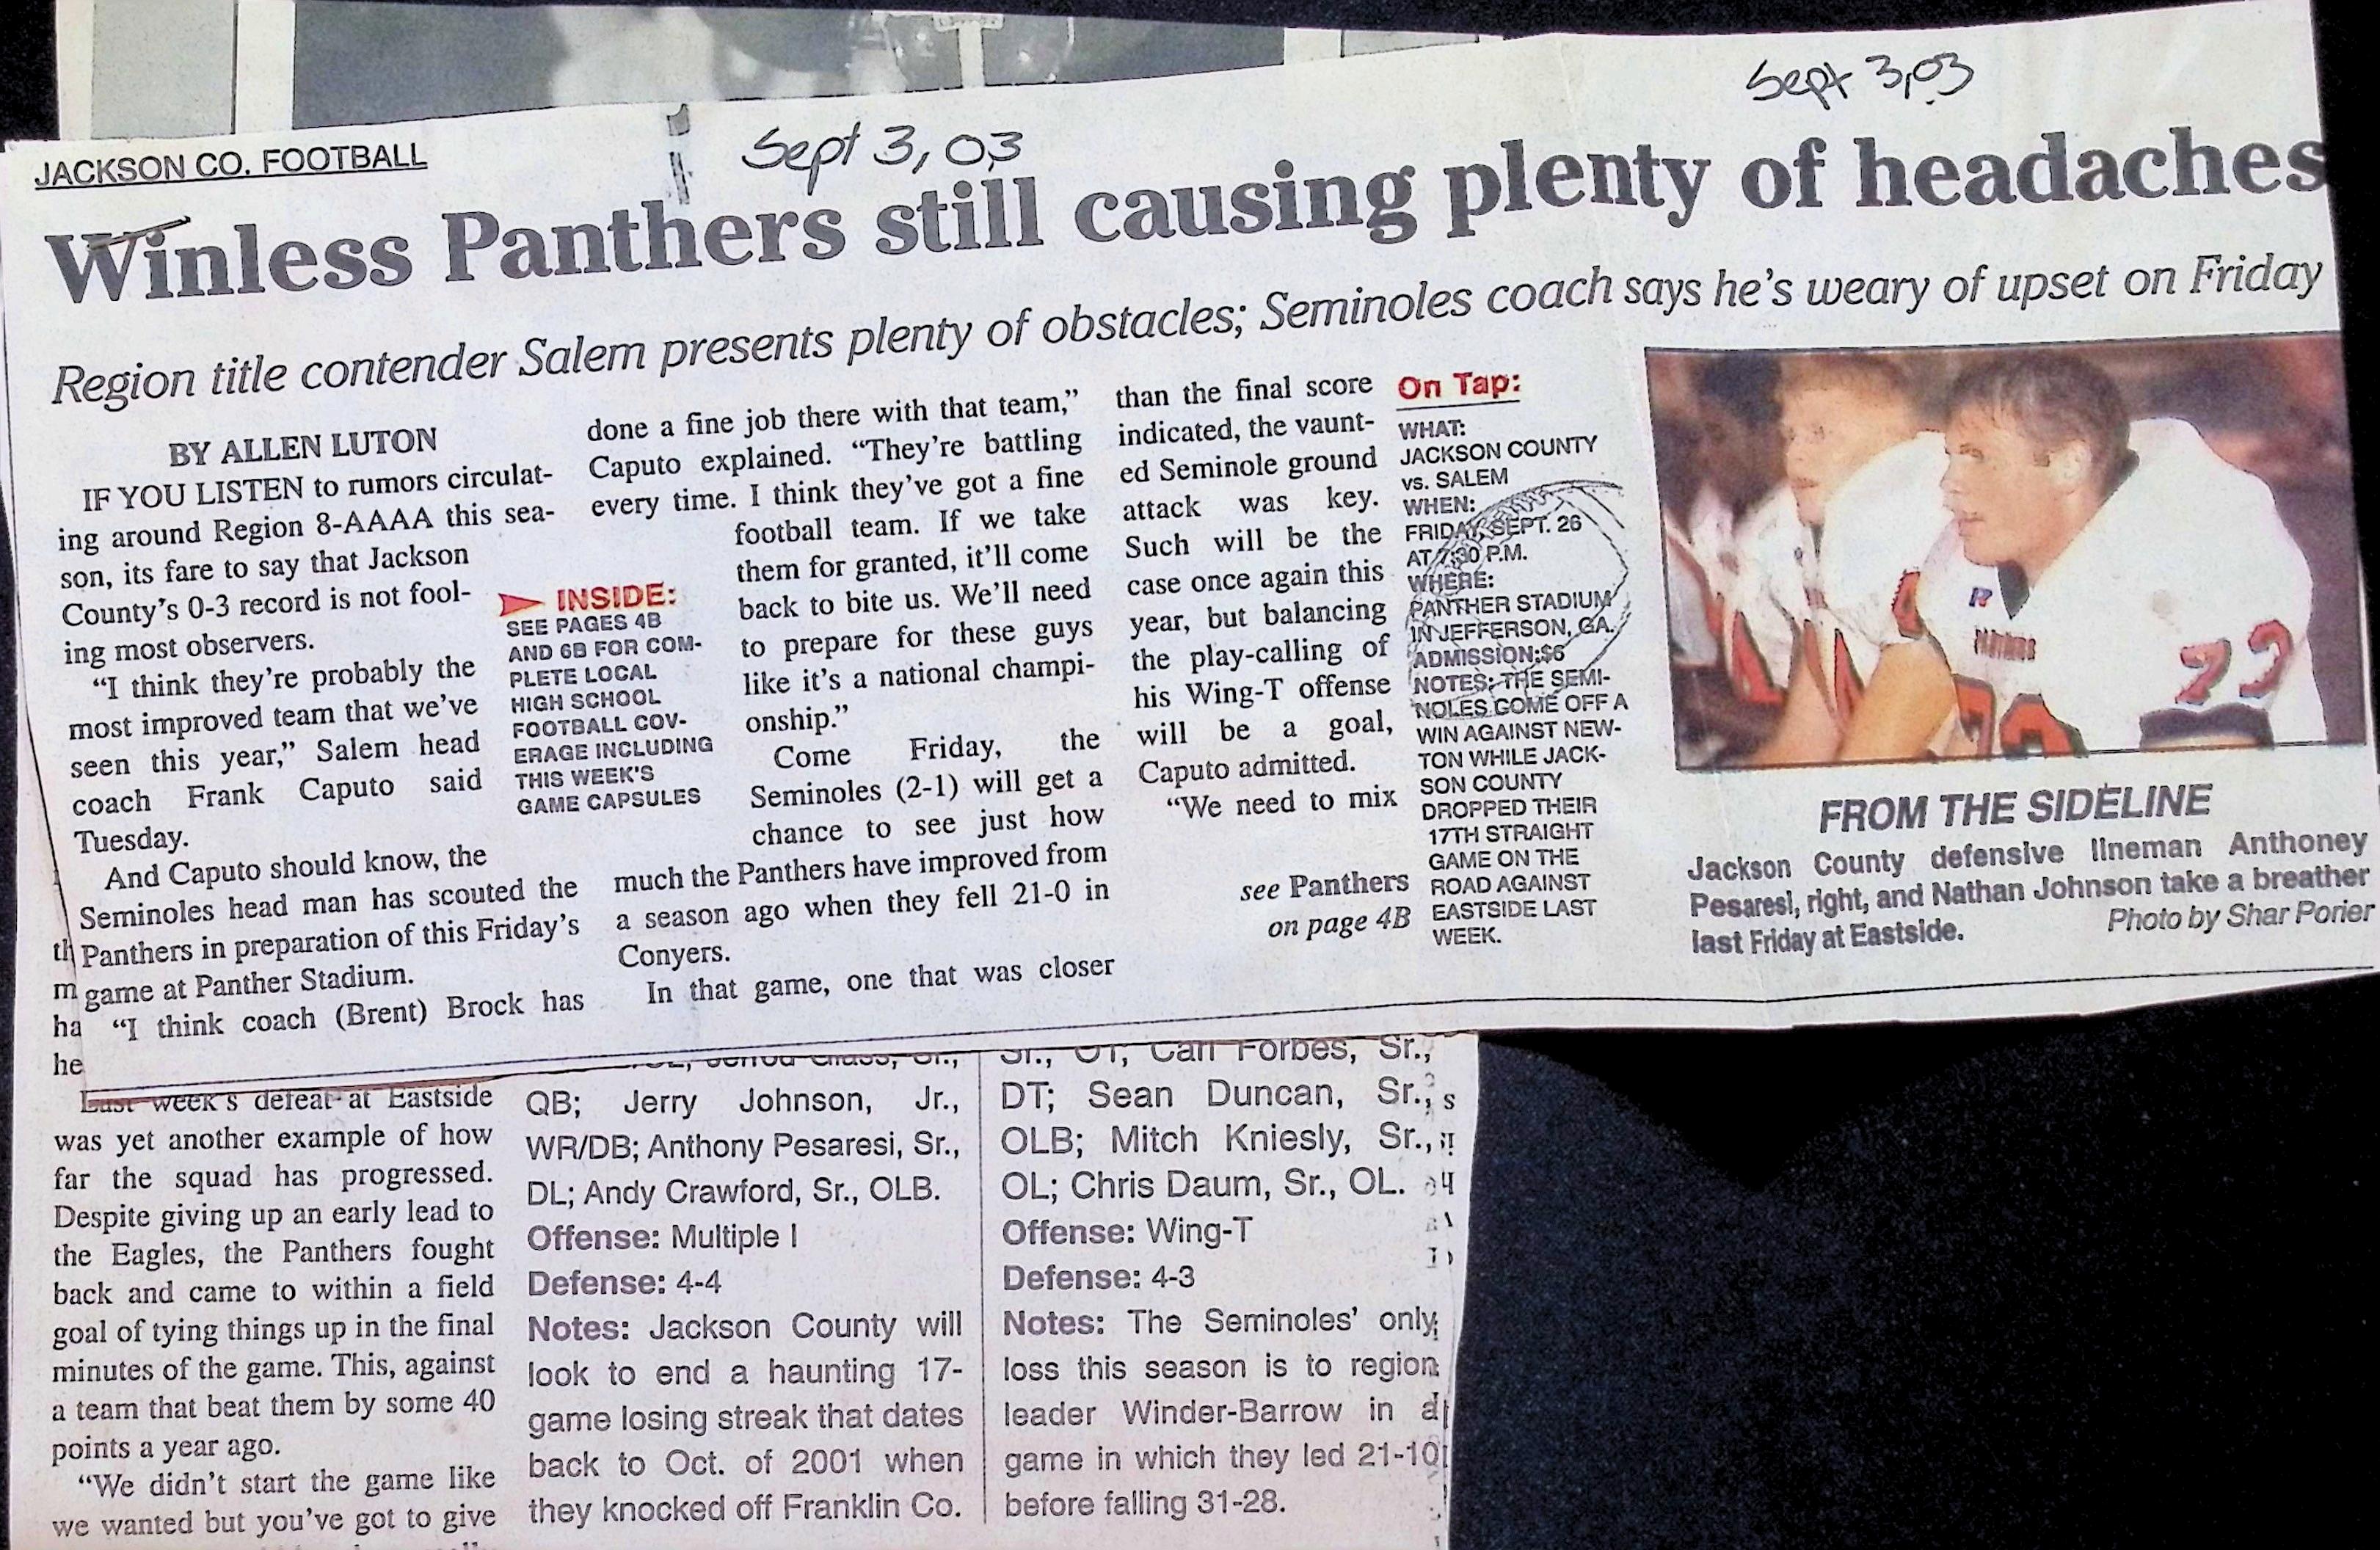 Sept 3, 03
Sept 3, 03
JACKSON CO. FOOTBALL
Winless Panthers still causing plenty of headaches
Region title contender Salem presents plenty of obstacles; Seminoles coach says he's weary of upset on Friday
BY ALLEN LUTON
IF YOU LISTEN to rumors circulat-
ing around Region 8-AAAA this sea-
son, its fare to say that Jackson
County's 0-3 record is not fool-
ing most observers.
"I think they're probably the
most improved team that we've
seen this year," Salem head
coach Frank Caputo said
Tuesday.
And Caputo should know, the
Seminoles head man has scouted the
Panthers in preparation of this Friday's
game at Panther Stadium.
"I think coach (Brent) Brock has
INSIDE:
SEE PAGES 4B
AND 6B FOR COM-
PLETE LOCAL
HIGH SCHOOL
FOOTBALL COV-
ERAGE INCLUDING
THIS WEEK'S
GAME CAPSULES
done a fine job there with that team,"
Caputo explained. "They're battling
every time. I think they've got a fine
football team. If we take
them for granted, it'll come
back to bite us. We'll need
to prepare for these guys
like it's a national champi-
onship."
Come Friday, the
Seminoles (2-1) will get a
chance to see just how
much the Panthers have improved from
a season ago when they fell 21-0 in
Conyers.
In that game, one that was closer
than the final score
indicated, the vaunt-
ed Seminole ground
attack was key.
Such will be the
case once again this
year, but balancing
the play-calling of
his Wing-T offense
will be a goal,
Caputo admitted.
"We need to mix
see Panthers
on page 4B
On Tap:
WHAT:
JACKSON COUNTY
vs. SALEM
WHEN:
FRIDAY, SEPT. 26
AT 7:30 P.M.
WHERE:
PANTHER STADIUM
IN JEFFERSON, GA.
ADMISSION:$6
NOTES: THE SEMI-
NOLES COME OFF A
WIN AGAINST NEW-
TON WHILE JACK-
SON COUNTY
DROPPED THEIR
17TH STRAIGHT
GAME ON THE
ROAD AGAINST
EASTSIDE LAST
WEEK.
72
FROM THE SIDELINE
Jackson County defensive lineman Anthoney
Pesaresi, right, and Nathan Johnson take a breather
last Friday at Eastside.
Photo by Shar Porier
th
m
ha
he
Last week's defeat at Eastside
was yet another example of how
far the squad has progressed.
Despite giving up an early lead to
the Eagles, the Panthers fought
back and came to within a field
goal of tying things up in the final
minutes of the game. This, against
a team that beat them by some 40
points a year ago.
"We didn't start the game like
we wanted but you've got to give
Jerrod Glass, Sr.,
QB; Jerry Johnson, Jr.,
WR/DB; Anthony Pesaresi, Sr.,
DL; Andy Crawford, Sr., OLB.
Offense: Multiple I
Defense: 4-4
Notes: Jackson County will
look to end a haunting 17-
game losing streak that dates
back to Oct. of 2001 when
they knocked off Franklin Co.
Sr., OT; Carl Forbes, Sr.,
DT; Sean Duncan, Sr.,
OLB; Mitch Kniesly, Sr.,
OL; Chris Daum, Sr., OL.
Offense: Wing-T
Defense: 4-3
Notes: The Seminoles' only
loss this season is to region
leader Winder-Barrow in a
game in which they led 21-10
before falling 31-28.